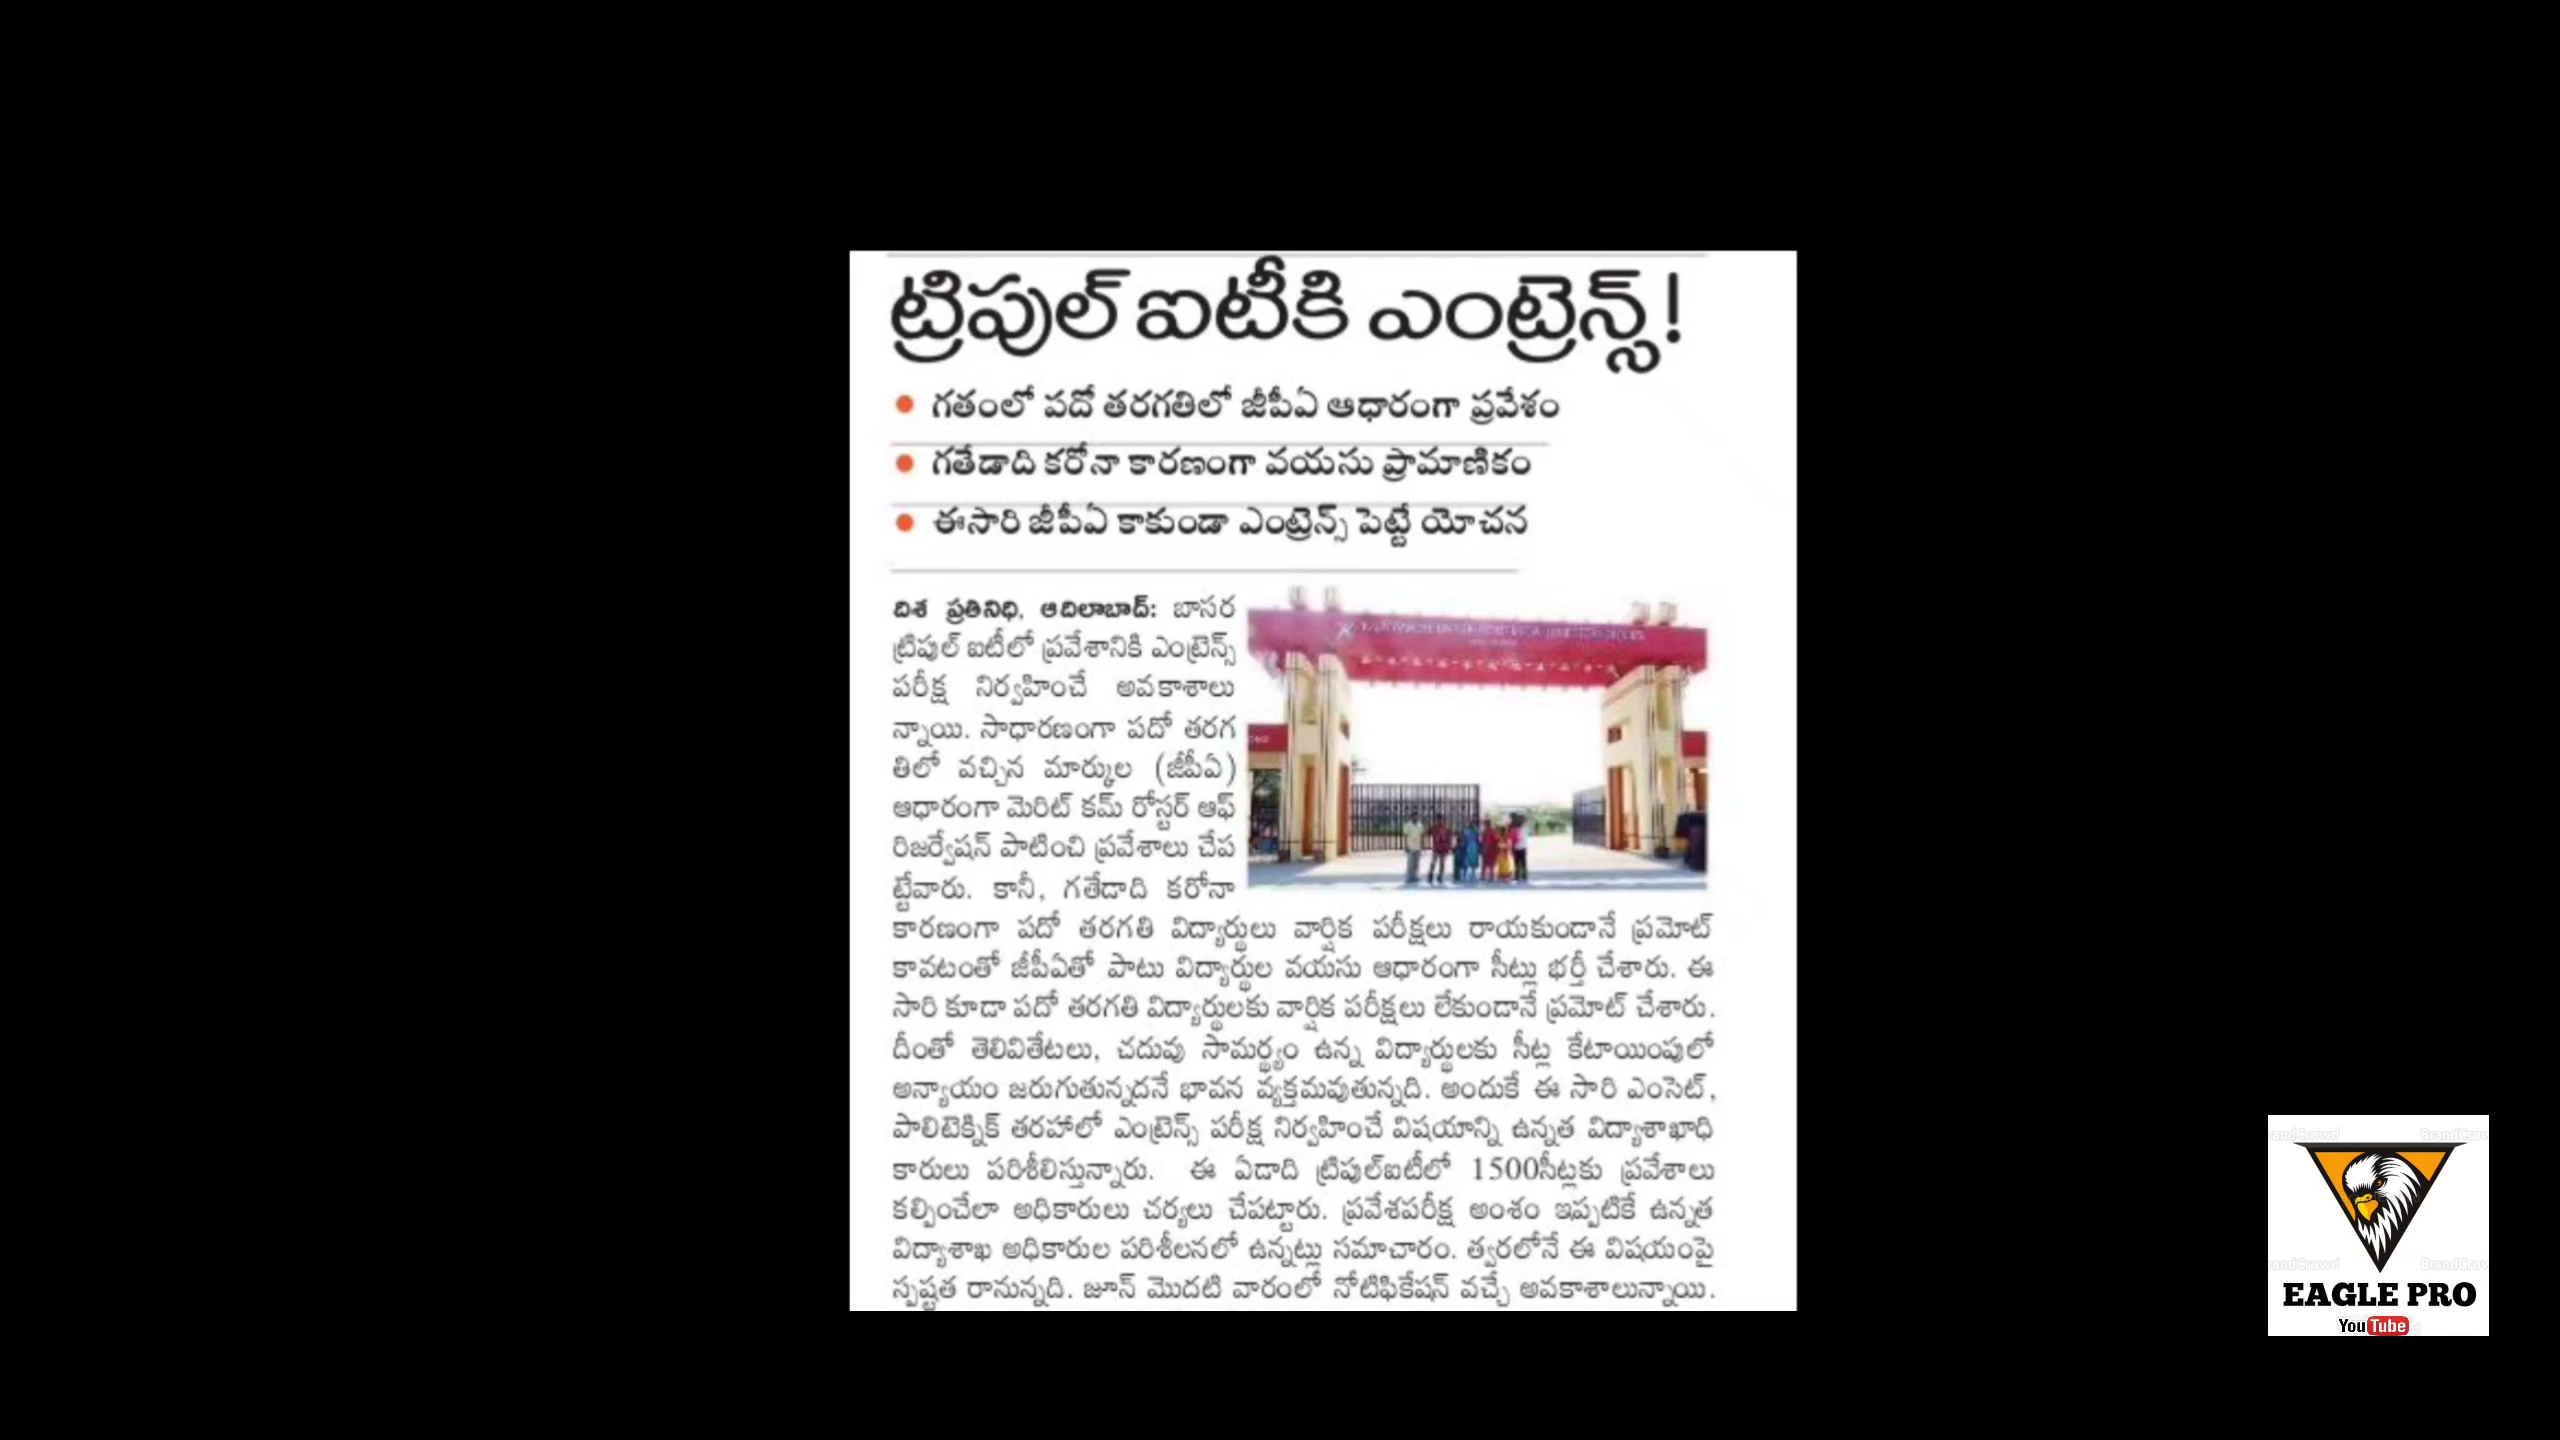 ట్రిపుల్ ఐటీకి ఎంట్రెన్స్!
గతంలో పదో తరగతిలో జీపీఏ ఆధారంగా ప్రవేశం
గతేడాది కరోనా కారణంగా వయసు ప్రామాణికం
ఈసారి జీపీఏ కాకుండా ఎంట్రెన్స్ పెట్టే యోచన
దిశ ప్రతినిధి, ఆదిలాబాద్: బాసర
ట్రిపుల్ ఐటీలో ప్రవేశానికి ఎంట్రెన్స్
పరీక్ష నిర్వహించే అవకాశాలు
న్నాయి. సాధారణంగా పదో తరగ
తిలో వచ్చిన మార్కుల (జీపీఏ)
ఆధారంగా మెరిట్ కమ్ రోస్టర్ ఆఫ్
రిజర్వేషన్ పాటించి ప్రవేశాలు చేప
ట్టేవారు. కానీ, గతేడాది కరోనా
కారణంగా పదో తరగతి విద్యార్థులు వార్షిక పరీక్షలు రాయకుండానే ప్రమోట్
కావటంతో జీపీఏతో పాటు విద్యార్థుల వయసు ఆధారంగా సీట్లు భర్తీ చేశారు. ఈ
సారి కూడా పదో తరగతి విద్యార్థులకు వార్షిక పరీక్షలు లేకుండానే ప్రమోట్ చేశారు.
దీంతో తెలివితేటలు, చదువు సామర్థ్యం ఉన్న విద్యార్థులకు సీట్ల కేటాయింపులో
అన్యాయం జరుగుతున్నదనే భావన వ్యక్తమవుతున్నది. అందుకే ఈ సారి ఎంసెట్,
పాలిటెక్నిక్ తరహాలో ఎంట్రెన్స్ పరీక్ష నిర్వహించే విషయాన్ని ఉన్నత విద్యాశాఖాధి
కారులు పరిశీలిస్తున్నారు. ఈ ఏడాది ట్రిపుల్ఐటీలో 1500సీట్లకు ప్రవేశాలు
కల్పించేలా అధికారులు చర్యలు చేపట్టారు. ప్రవేశపరీక్ష అంశం ఇప్పటికే ఉన్నత
విద్యాశాఖ అధికారుల పరిశీలనలో ఉన్నట్లు సమాచారం. త్వరలోనే ఈ విషయంపై
స్పష్టత రానున్నది. జూన్ మొదటి వారంలో నోటిఫికేషన్ వచ్చే అవకాశాలున్నాయి.
BrandCrowd
EAGLE PRO
YouTube